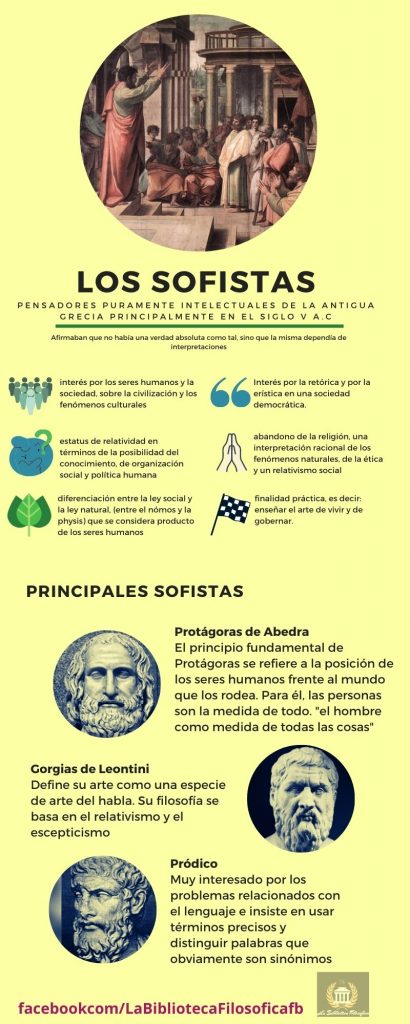 LOS SOFISTAS
PENSADORES PURAMENTE INTELECTUALES DE LA ANTIGUA
GRECIA PRINCIPALMENTE EN EL SIGLO V A.C
Afirmaban que no había una verdad absoluta como tal, sino que la misma dependía de
interpretaciones
interés por los seres humanos y la
sociedad, sobre la civilización y los
fenómenos culturales
Interés por la retórica y por la
erística en una sociedad
democrática.
estatus de relatividad en
términos de la posibilidad del
conocimiento, de organización
social y política humana
abandono de la religión, una
interpretación racional de los
fenómenos naturales, de la ética
y un relativismo social
diferenciación entre la ley social y
la ley natural, (entre el nómos y la
physis) que se considera producto
de los seres humanos
finalidad práctica, es decir:
enseñar el arte de vivir y de
gobernar.
PRINCIPALES SOFISTAS
Protágoras de Abedra
El principio fundamental de
Protágoras se refiere a la posición de
los seres humanos frente al mundo
que los rodea. Para él, las personas
son la medida de todo. "el hombre
como medida de todas las cosas"
Gorgias de Leontini
Define su arte como una especie
de arte del habla. Su filosofía se
basa en el relativismo y el
escepticismo
Pródico
Muy interesado por los
problemas relacionados con
el lenguaje e insiste en usar
términos precisos y
distinguir palabras que
obviamente son sinónimos
facebookcom/LaBibliotecaFilosoficafb
La Biblioteca Filosófica